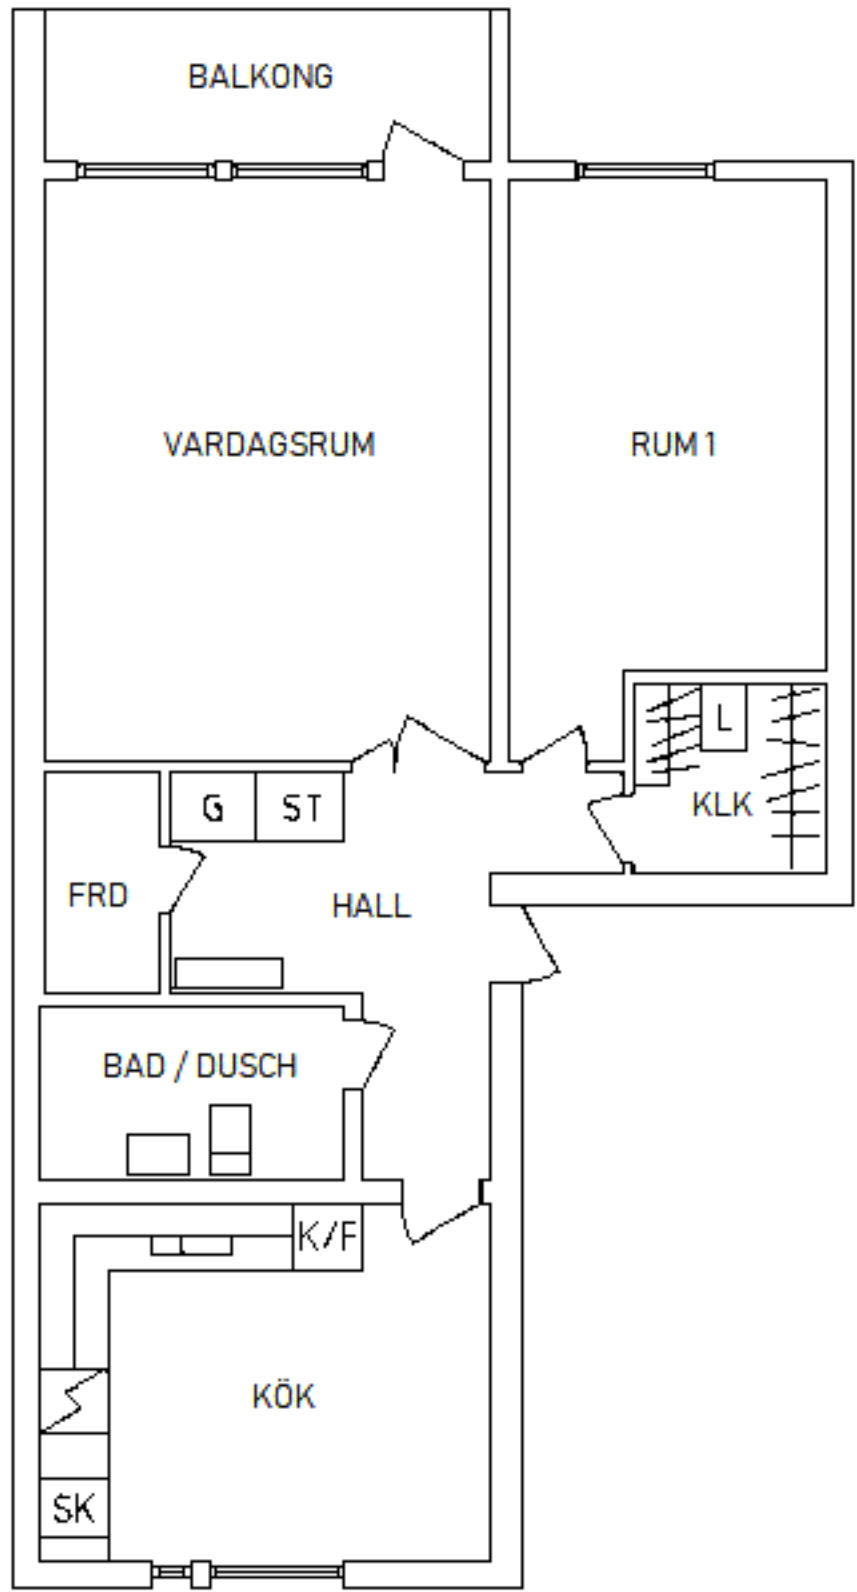 BALKONG
VARDAGSRUM
RUM 1
L
G
ST
KLK
FRD
HALL
BAD / DUSCH
K/F
KÖK
SK